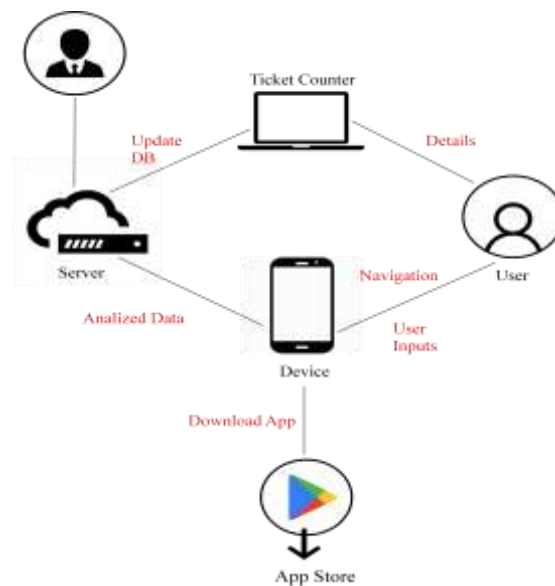 Ticket Counter
Update
DB
Details
Server
Navigation
User
Analized Data
User
Inputs
Device
Download App
App Store